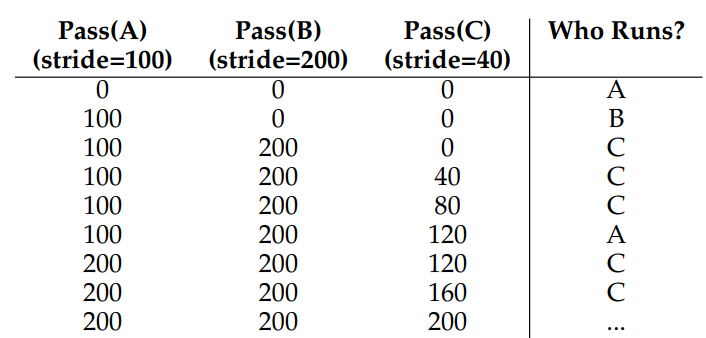 Pass(A) Pass(B) Pass(C) Who Runs?
(stride=100) (stride=200) (stride=40)
0 0 0 A
100 0 0 B
100 200 0 C
100 200 40 C
100 200 80 C
100 200 120 A
200 200 120 C
200 200 160 C
200 200 200 ...